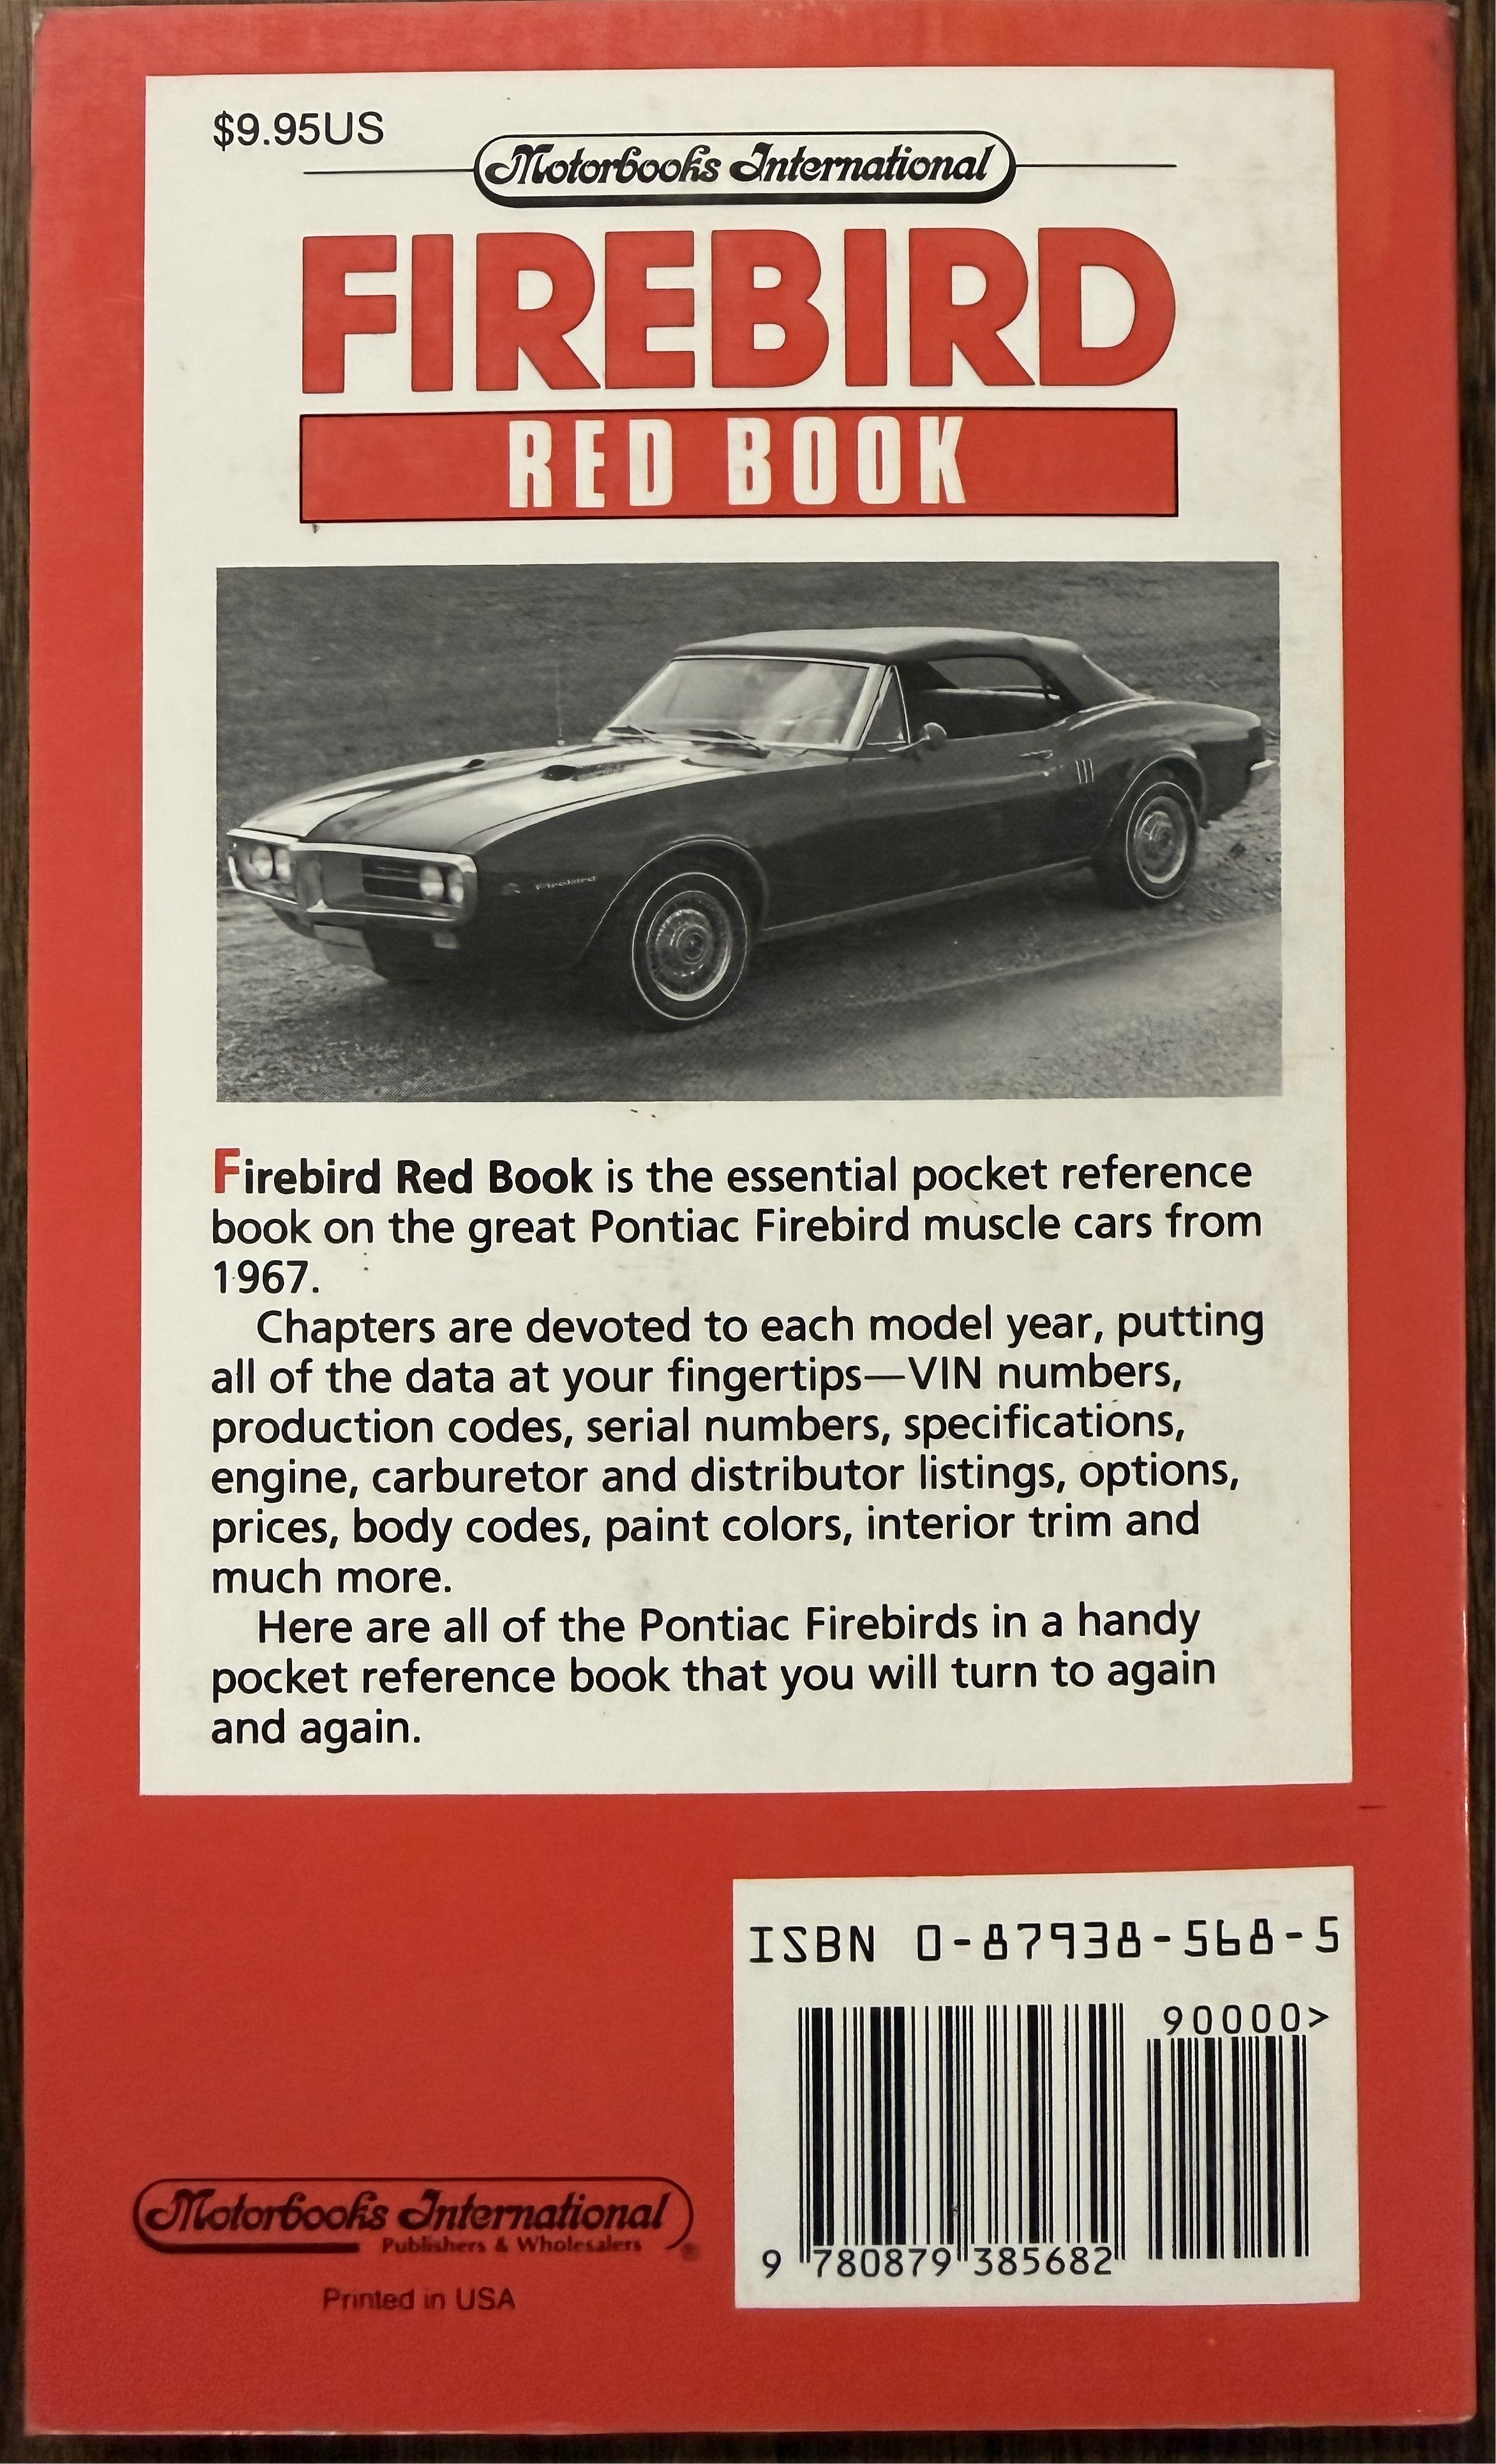 $9.95US
Motorbooks International
FIREBIRD
RED BOOK
Firebird
Firebird Red Book is the essential pocket reference
book on the great Pontiac Firebird muscle cars from
1967.
Chapters are devoted to each model year, putting
all of the data at your fingertips—VIN numbers,
production codes, serial numbers, specifications,
engine, carburetor and distributor listings, options,
prices, body codes, paint colors, interior trim and
much more.
Here are all of the Pontiac Firebirds in a handy
pocket reference book that you will turn to again
and again.
ISBN 0-87938-568-5
90000>
9 780879 385682
Motorbooks International
Publishers & Wholesalers ®
Printed in USA